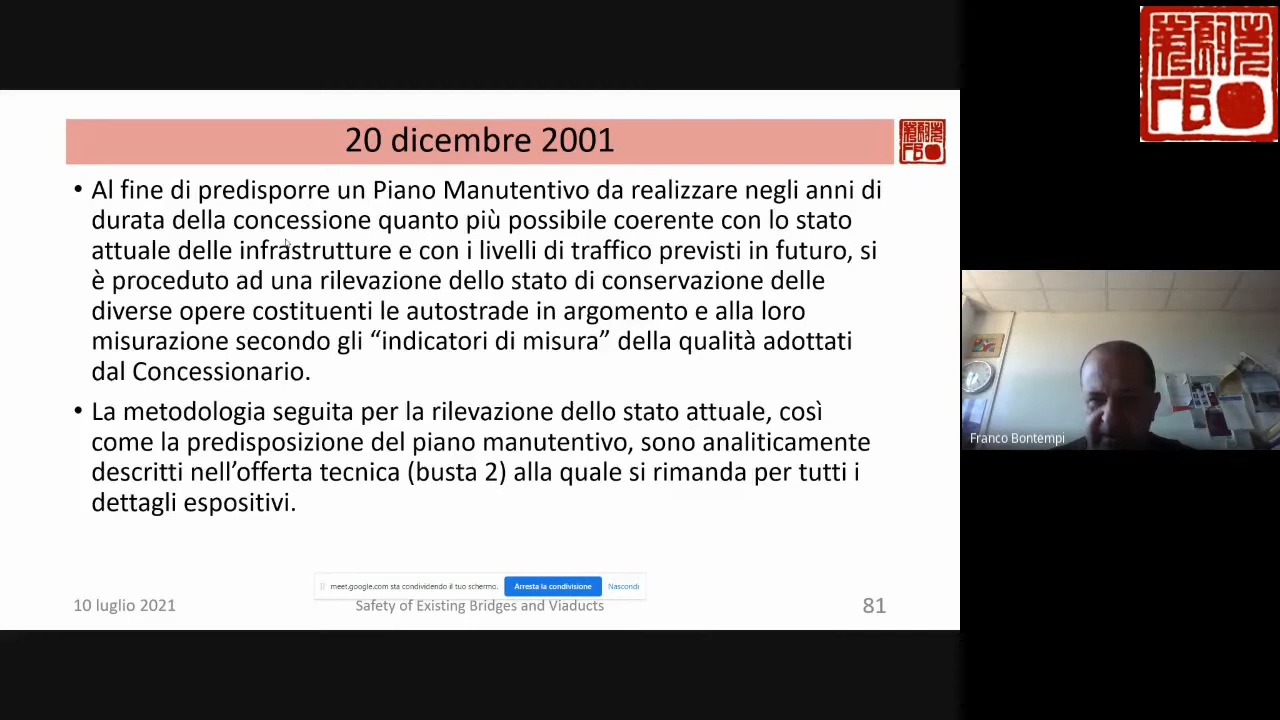 20 dicembre 2001
• Al fine di predisporre un Piano Manutentivo da realizzare negli anni di
durata della concessione quanto più possibile coerente con lo stato
attuale delle infrastrutture e con i livelli di traffico previsti in futuro, si
è proceduto ad una rilevazione dello stato di conservazione delle
diverse opere costituenti le autostrade in argomento e alla loro
misurazione secondo gli “indicatori di misura” della qualità adottati
dal Concessionario.
• La metodologia seguita per la rilevazione dello stato attuale, così
come la predisposizione del piano manutentivo, sono analiticamente
descritti nell’offerta tecnica (busta 2) alla quale si rimanda per tutti i
dettagli espositivi.
meet.google.com sta condividendo il tuo schermo. Arresta la condivisione Nascondi
10 luglio 2021 Safety of Existing Bridges and Viaducts 81
Franco Bontempi